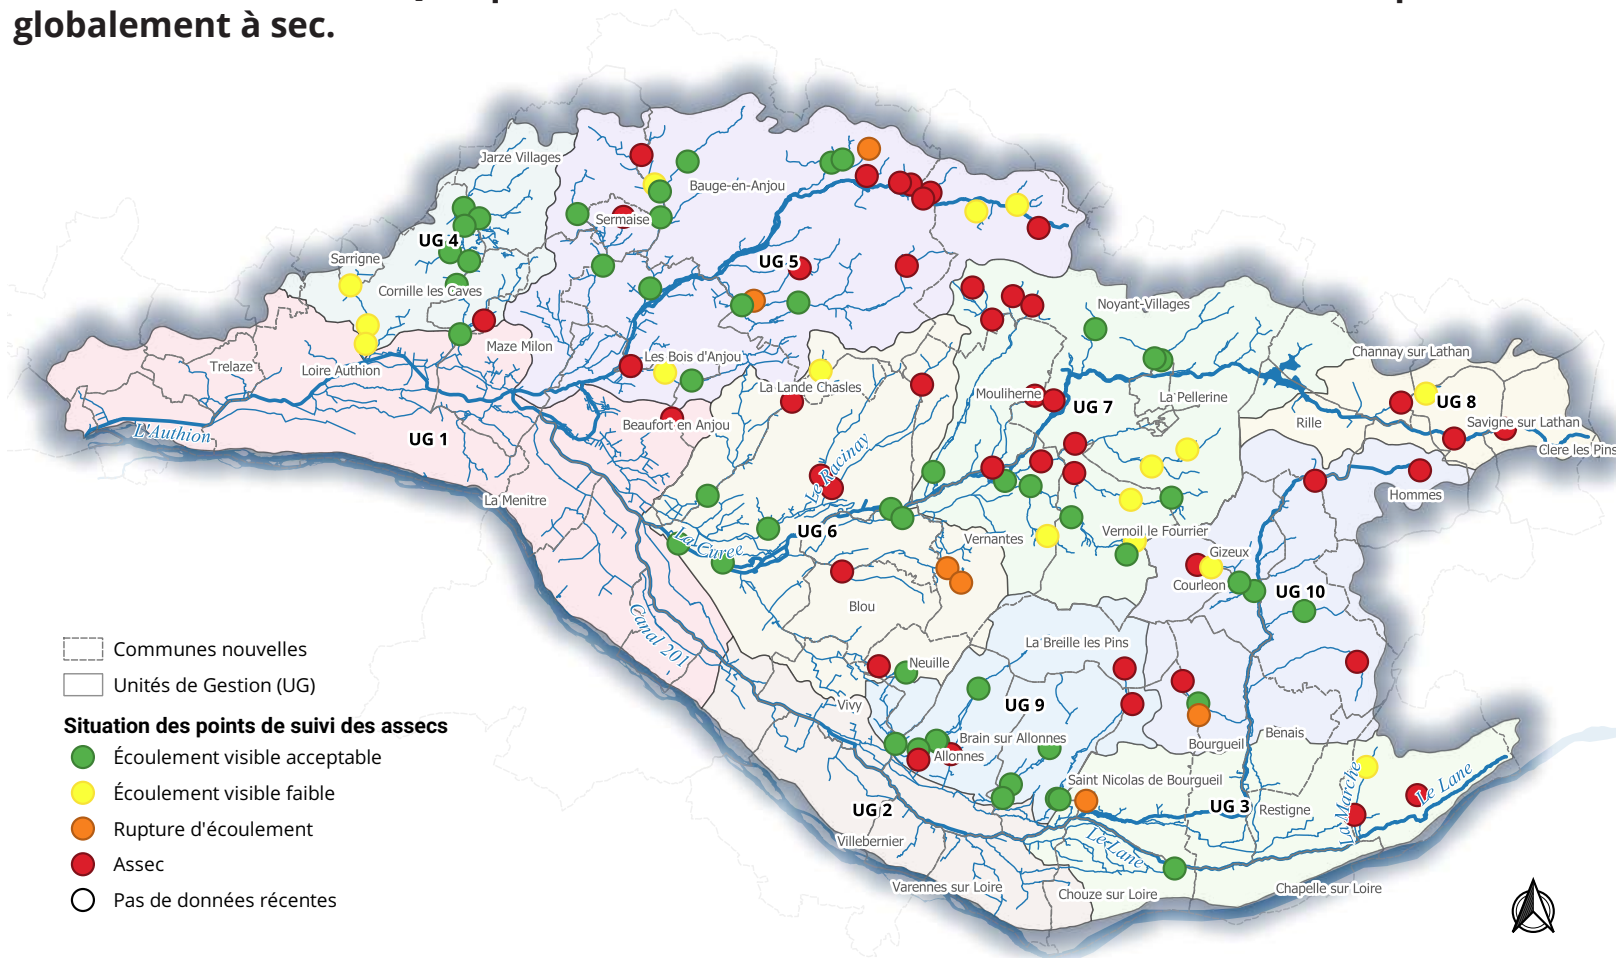 globalement à sec.
Jarze Villages
Bauge-en-Anjou
Sermaise
UG 4
Sarrigne
UG 5
Cornille les Caves
Noyant-Villages
Maze Milon
Les Bois d'Anjou
Channay sur Lathan
Trelaze
Loire Authion
La Lande Chasles
Mouliherne
La Pellerine
UG 7
UG 8
Rille
Savigne sur Lathan
Beaufort en Anjou
L'Authion
UG 1
Clere les Pins
Le Racinay
Hommes
La Menitre
UG 6
Vernantes
Vernoil le Fourrier
La Curee
Gizeux
Courleon
UG 10
Blou
Canal 201
La Breille les Pins
Neuille
Vivy
UG 9
Brain sur Allonnes
Allonnes
Bourgueil
Benais
Saint Nicolas de Bourgueil
La Marche
Le Lane
UG 2
UG 3
Restigne
Villebernier
Le Lane
Varennes sur Loire
Chouze sur Loire
Chapelle sur Loire
Communes nouvelles
Unités de Gestion (UG)
Situation des points de suivi des assecs
Écoulement visible acceptable
Écoulement visible faible
Rupture d'écoulement
Assec
Pas de données récentes